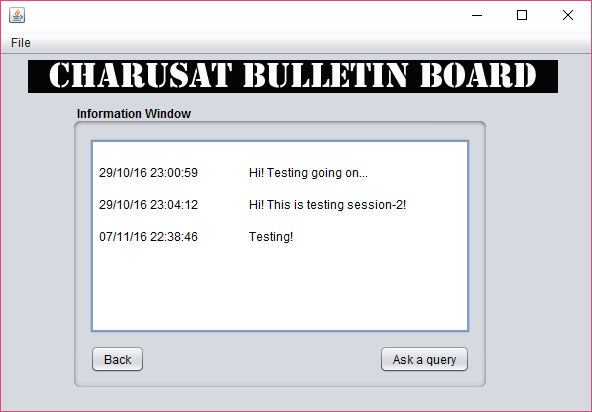 File
CHARUSAT BULLETIN BOARD
Information Window
29/10/16 23:00:59 Hi! Testing going on...
29/10/16 23:04:12 Hi! This is testing session-2!
07/11/16 22:38:46 Testing!
Back Ask a query